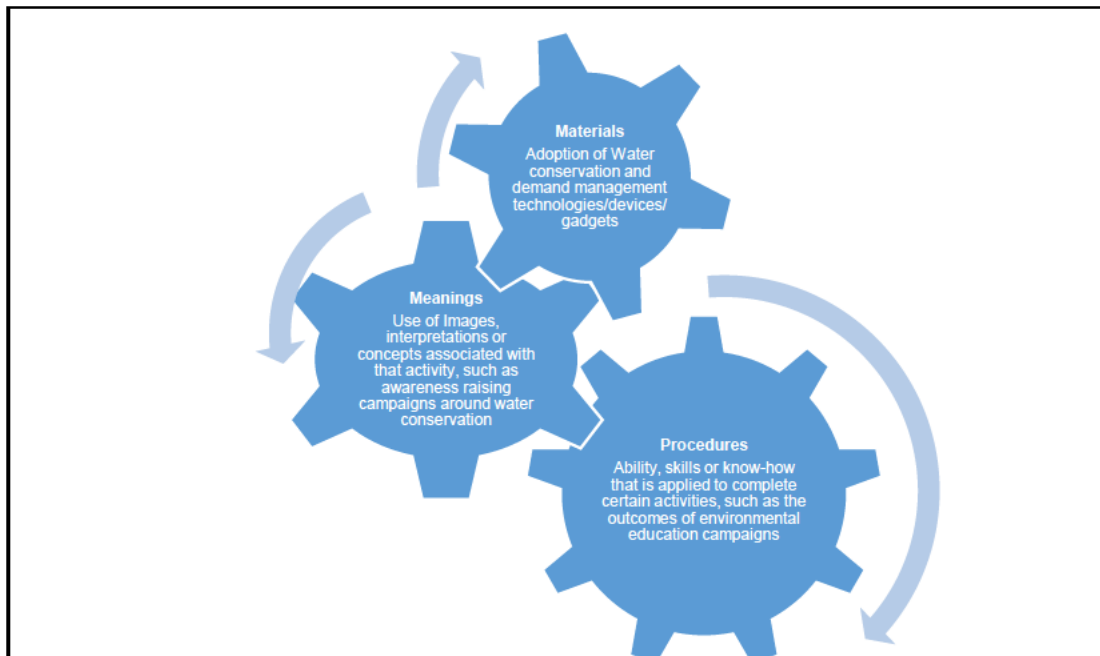 Materials
Adoption of Water
conservation and
demand management
technologies/devices/
gadgets
Meanings
Use of Images,
interpretations or
concepts associated with
that activity, such as
awareness raising
campaigns around water
conservation
Procedures
Ability, skills or know-how
that is applied to complete
certain activities, such as the
outcomes of environmental
education campaigns